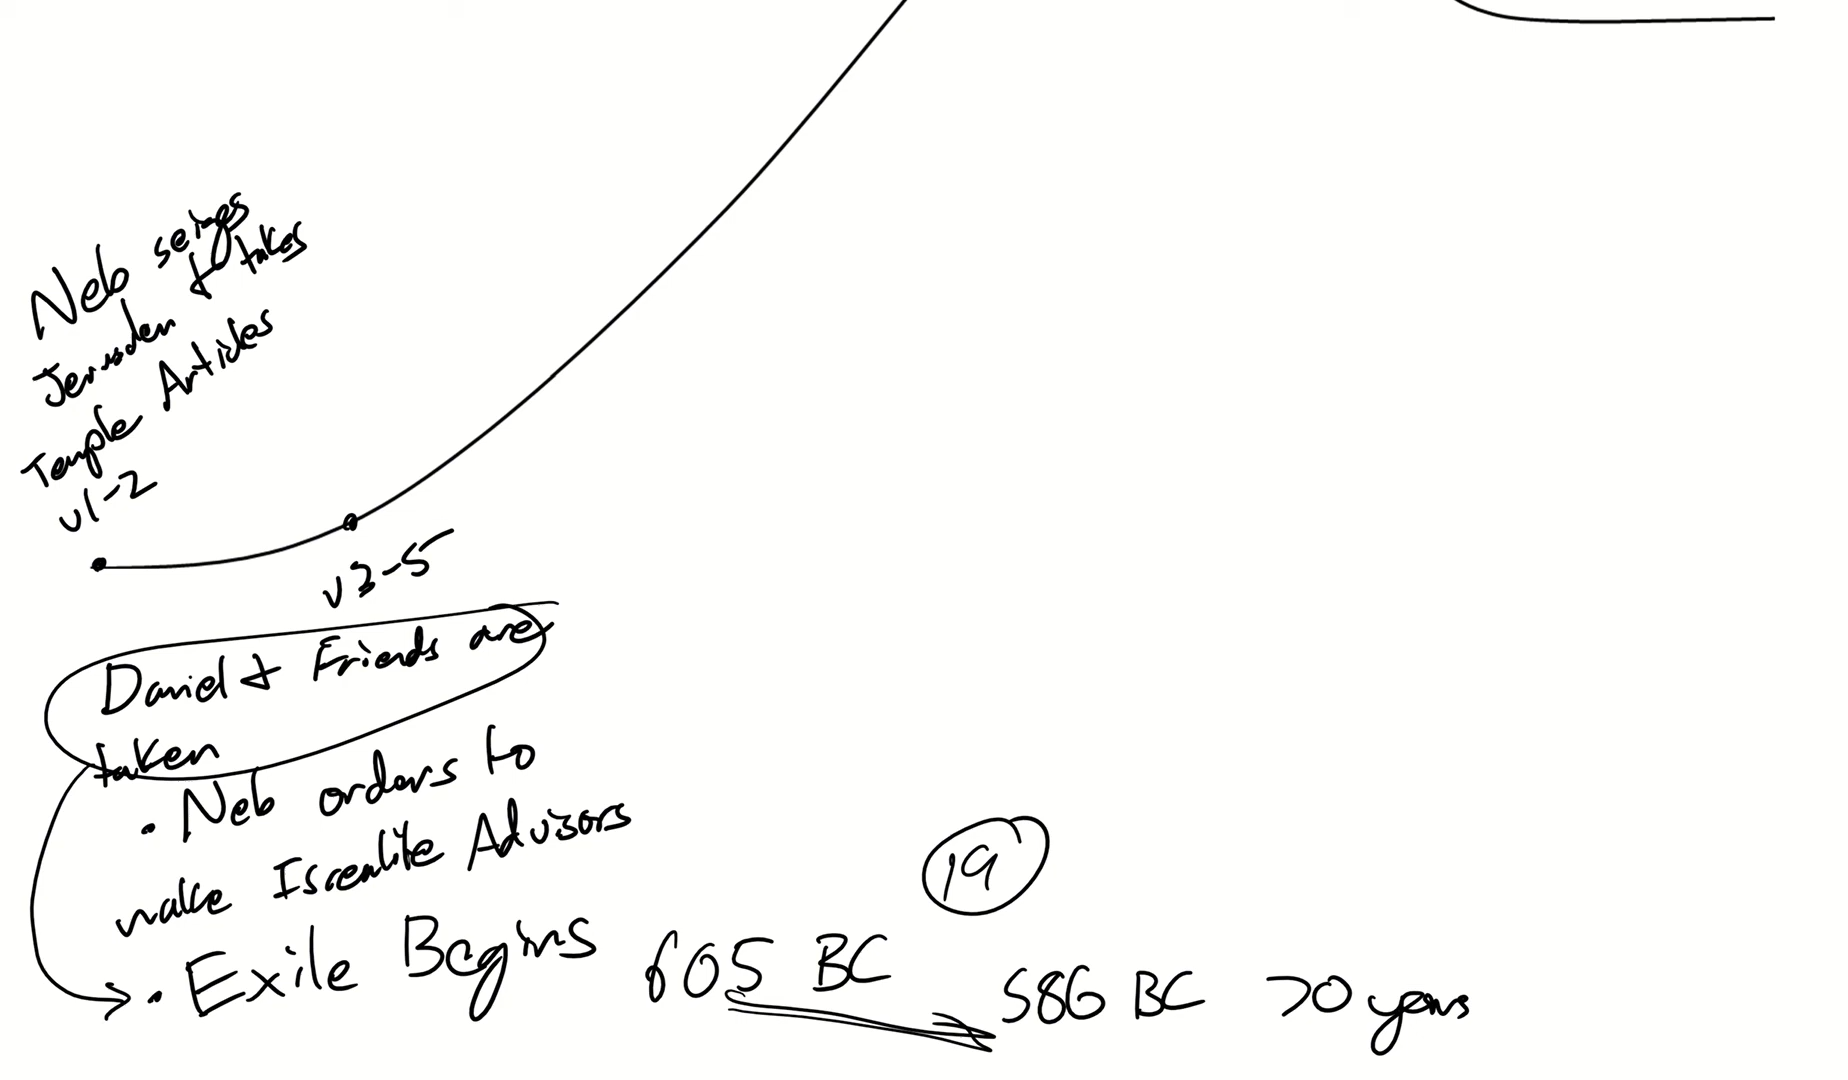 Neb seiges
& takes
Jerusalem
Temple Articles
v1-2
v3-5
Daniel & Friends are
taken
• Neb orders to
make Isrealite Advisors
19
• Exile Begins 605 BC 586 BC 70 years